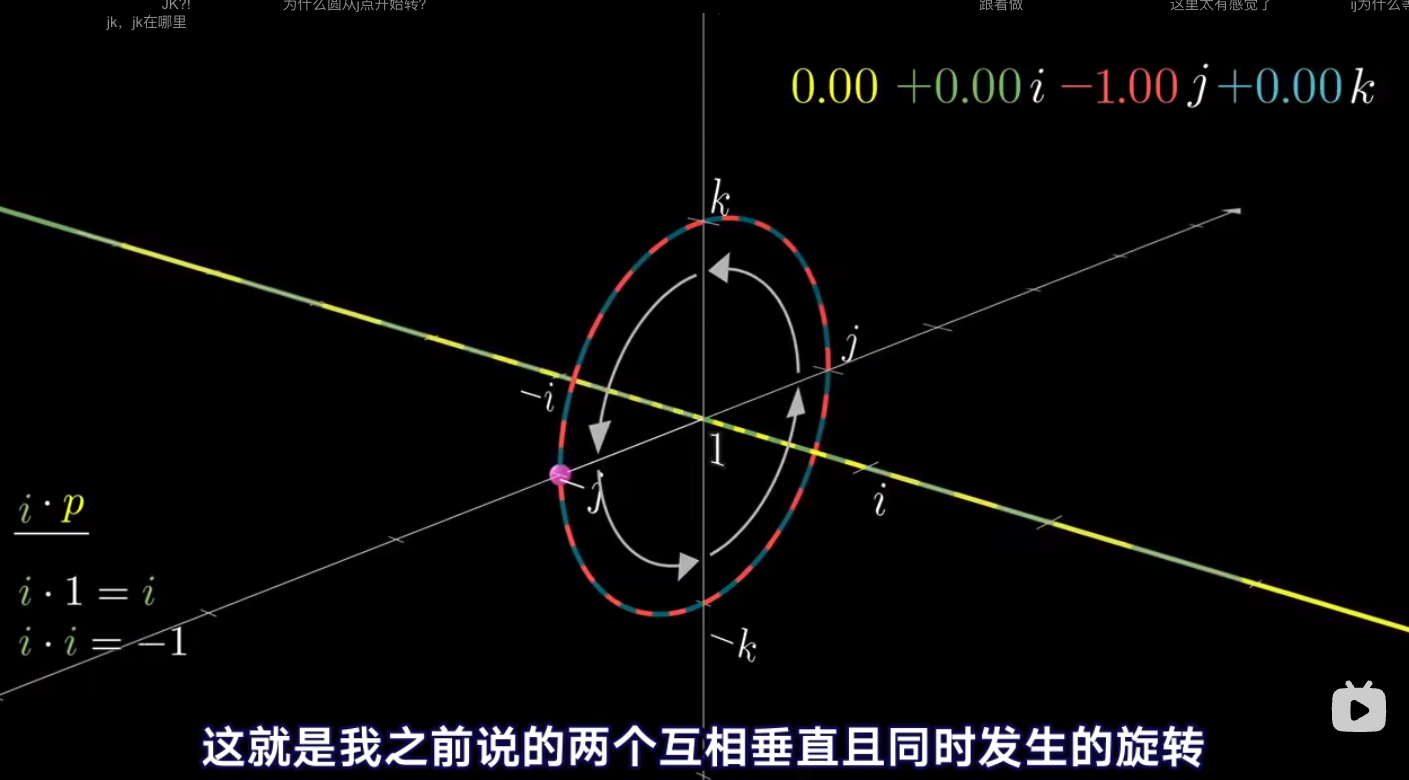 JK?!
为什么圆从j点开始转?
跟着做
这里太有感觉了
jk，jk在哪里
0.00 +0.00i −1.00j +0.00k
k
j
−i
1
i
−j
−k
i · p
i · 1 = i
i · i = −1
这就是我之前说的两个互相垂直且同时发生的旋转